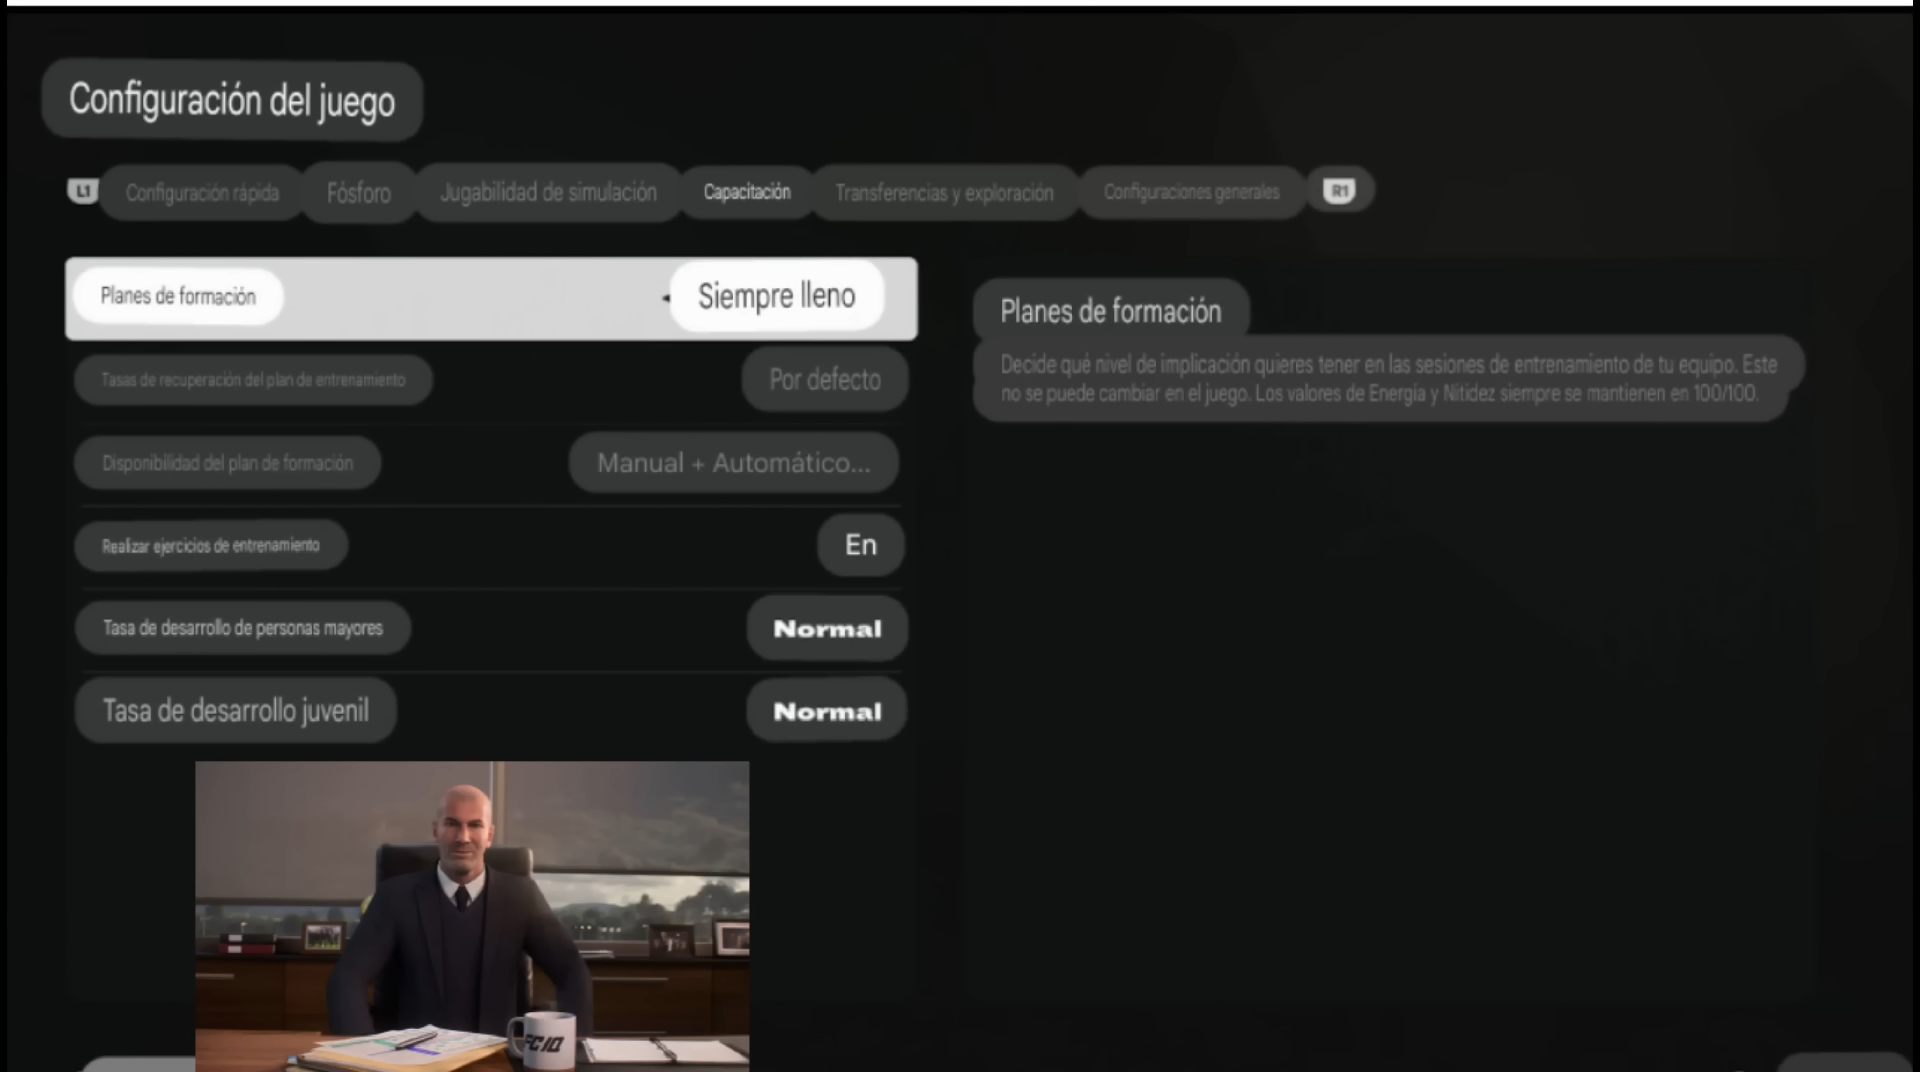 Configuración del juego
L1 Configuración rápida Fósforo Jugabilidad de simulación Capacitación Transferencias y exploración Configuraciones generales R1
Planes de formación Siempre lleno
Tasas de recuperación del plan de entrenamiento Por defecto
Disponibilidad del plan de formación Manual + Automático...
Realizar ejercicios de entrenamiento En
Tasa de desarrollo de personas mayores Normal
Tasa de desarrollo juvenil Normal
Planes de formación
Decide qué nivel de implicación quieres tener en las sesiones de entrenamiento de tu equipo. Este
no se puede cambiar en el juego. Los valores de Energía y Nitidez siempre se mantienen en 100/100.